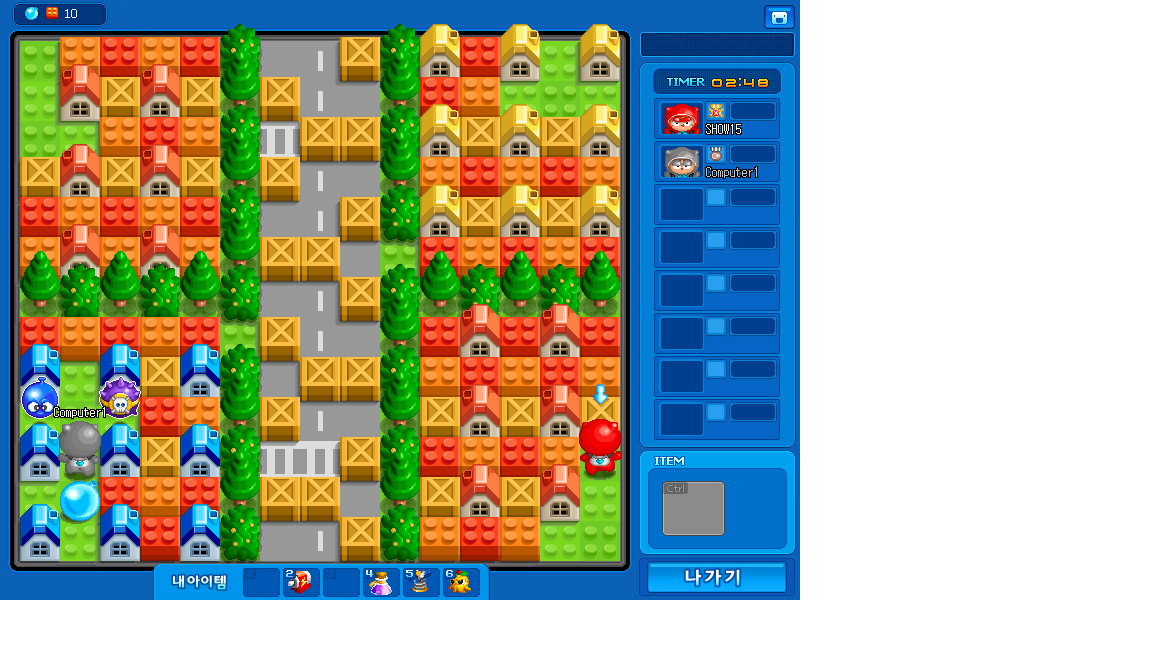 10
TIMER 02:48
SHOW15
Computer1
Computer1
ITEM
Ctrl
내아이템
2
4
5
6
나가기